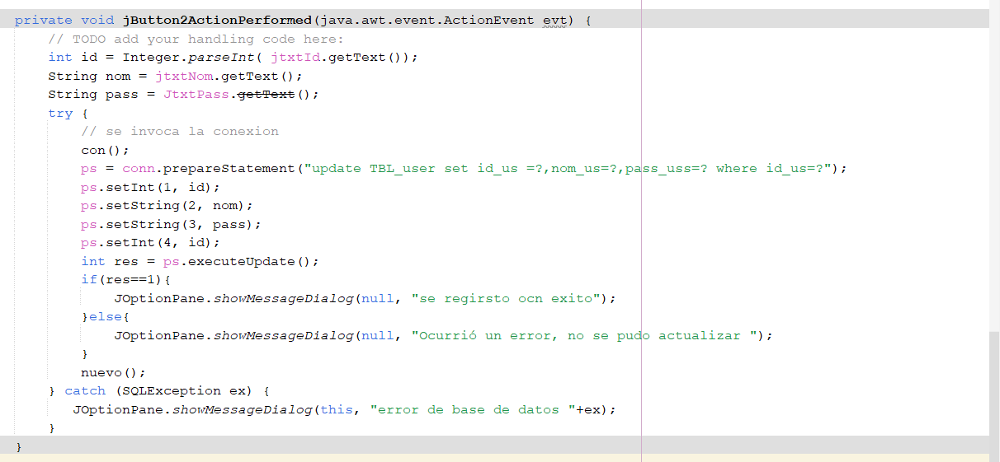 private void jButton2ActionPerformed(java.awt.event.ActionEvent evt) {
    // TODO add your handling code here:
    int id = Integer.parseInt( jtxtId.getText());
    String nom = jtxtNom.getText();
    String pass = JtxtPass.getText();
    try {
        // se invoca la conexion
        con();
        ps = conn.prepareStatement("update TBL_user set id_us =?,nom_us=?,pass_uss=? where id_us=?");
        ps.setInt(1, id);
        ps.setString(2, nom);
        ps.setString(3, pass);
        ps.setInt(4, id);
        int res = ps.executeUpdate();
        if(res==1){
            JOptionPane.showMessageDialog(null, "se regirsto ocn exito");
        }else{
            JOptionPane.showMessageDialog(null, "Ocurrió un error, no se pudo actualizar ");
        }
        nuevo();
    } catch (SQLException ex) {
       JOptionPane.showMessageDialog(this, "error de base de datos "+ex);
    }
}